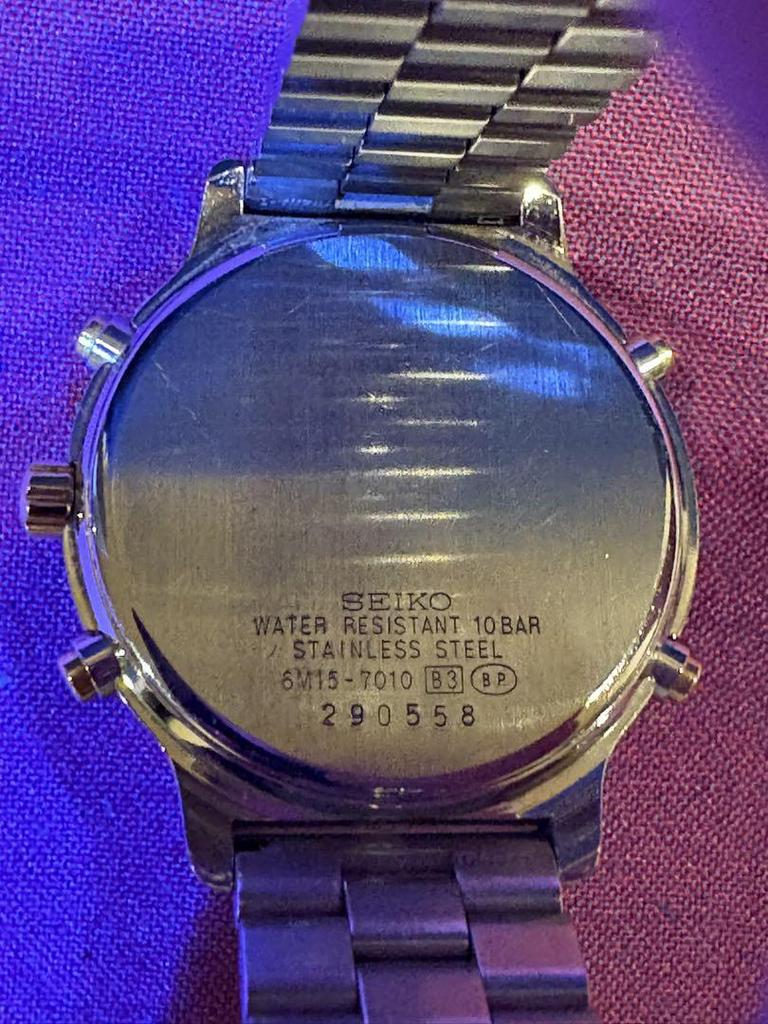 SEIKO
WATER RESISTANT 10BAR
STAINLESS STEEL
6M15-7010 B3 BP
290558